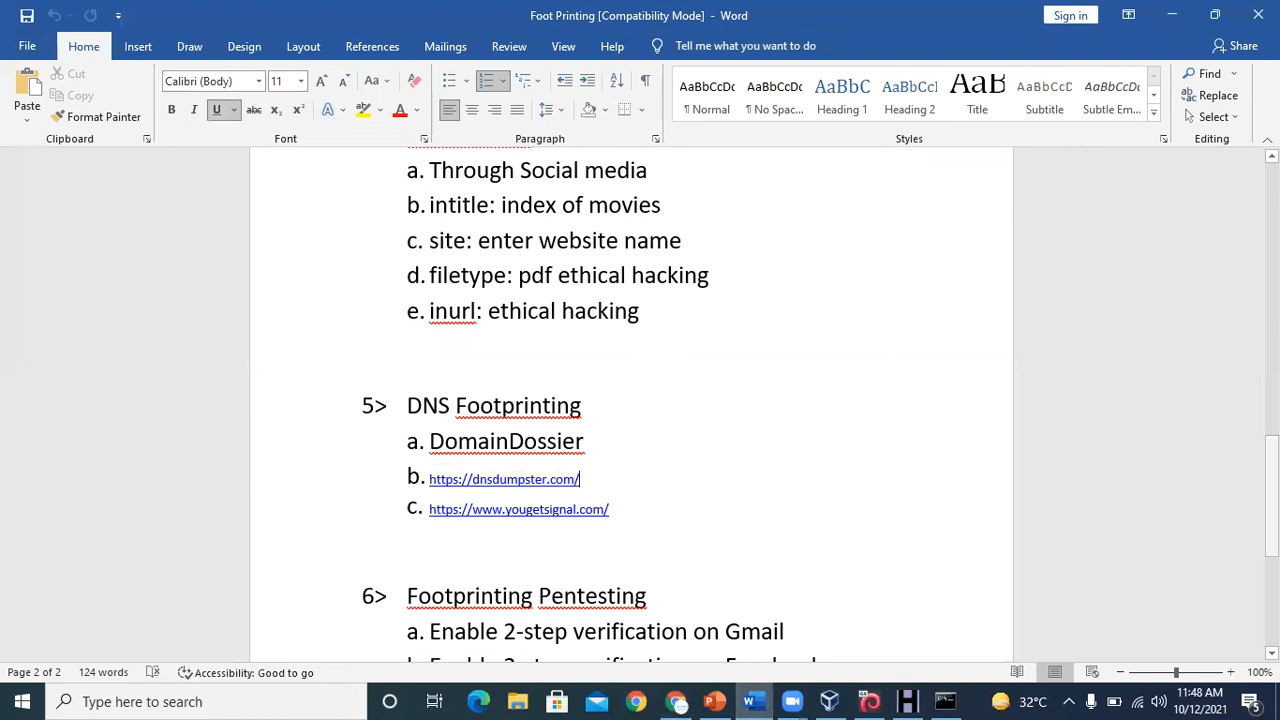 Foot Printing [Compatibility Mode] - Word
Sign in
File Home Insert Draw Design Layout References Mailings Review View Help Tell me what you want to do Share
Paste
Cut
Copy
Format Painter
Clipboard
Calibri (Body) 11
Font
Paragraph
AaBbCcDc AaBbCcDc AaBbC AaBbCc AaB AaBbCcD AaBbCcDc
¶ Normal ¶ No Spac... Heading 1 Heading 2 Title Subtitle Subtle Em...
Styles
Find
Replace
Select
Editing
a. Through Social media
b. intitle: index of movies
c. site: enter website name
d. filetype: pdf ethical hacking
e. inurl: ethical hacking
5> DNS Footprinting
a. DomainDossier
b. https://dnsdumpster.com/
c. https://www.yougetsignal.com/
6> Footprinting Pentesting
a. Enable 2-step verification on Gmail
Page 2 of 2 124 words Accessibility: Good to go 100%
Type here to search
32°C
11:48 AM
10/12/2021